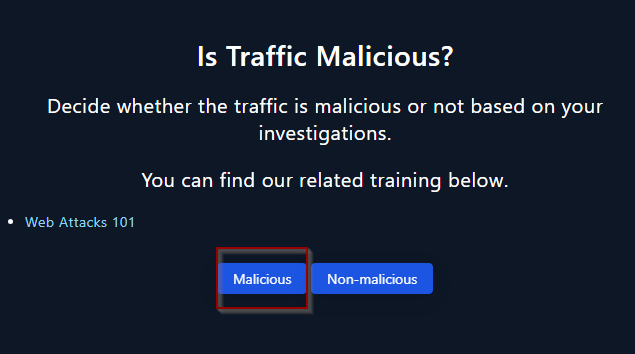 Is Traffic Malicious?
Decide whether the traffic is malicious or not based on your
investigations.
You can find our related training below.
Web Attacks 101
Malicious Non-malicious